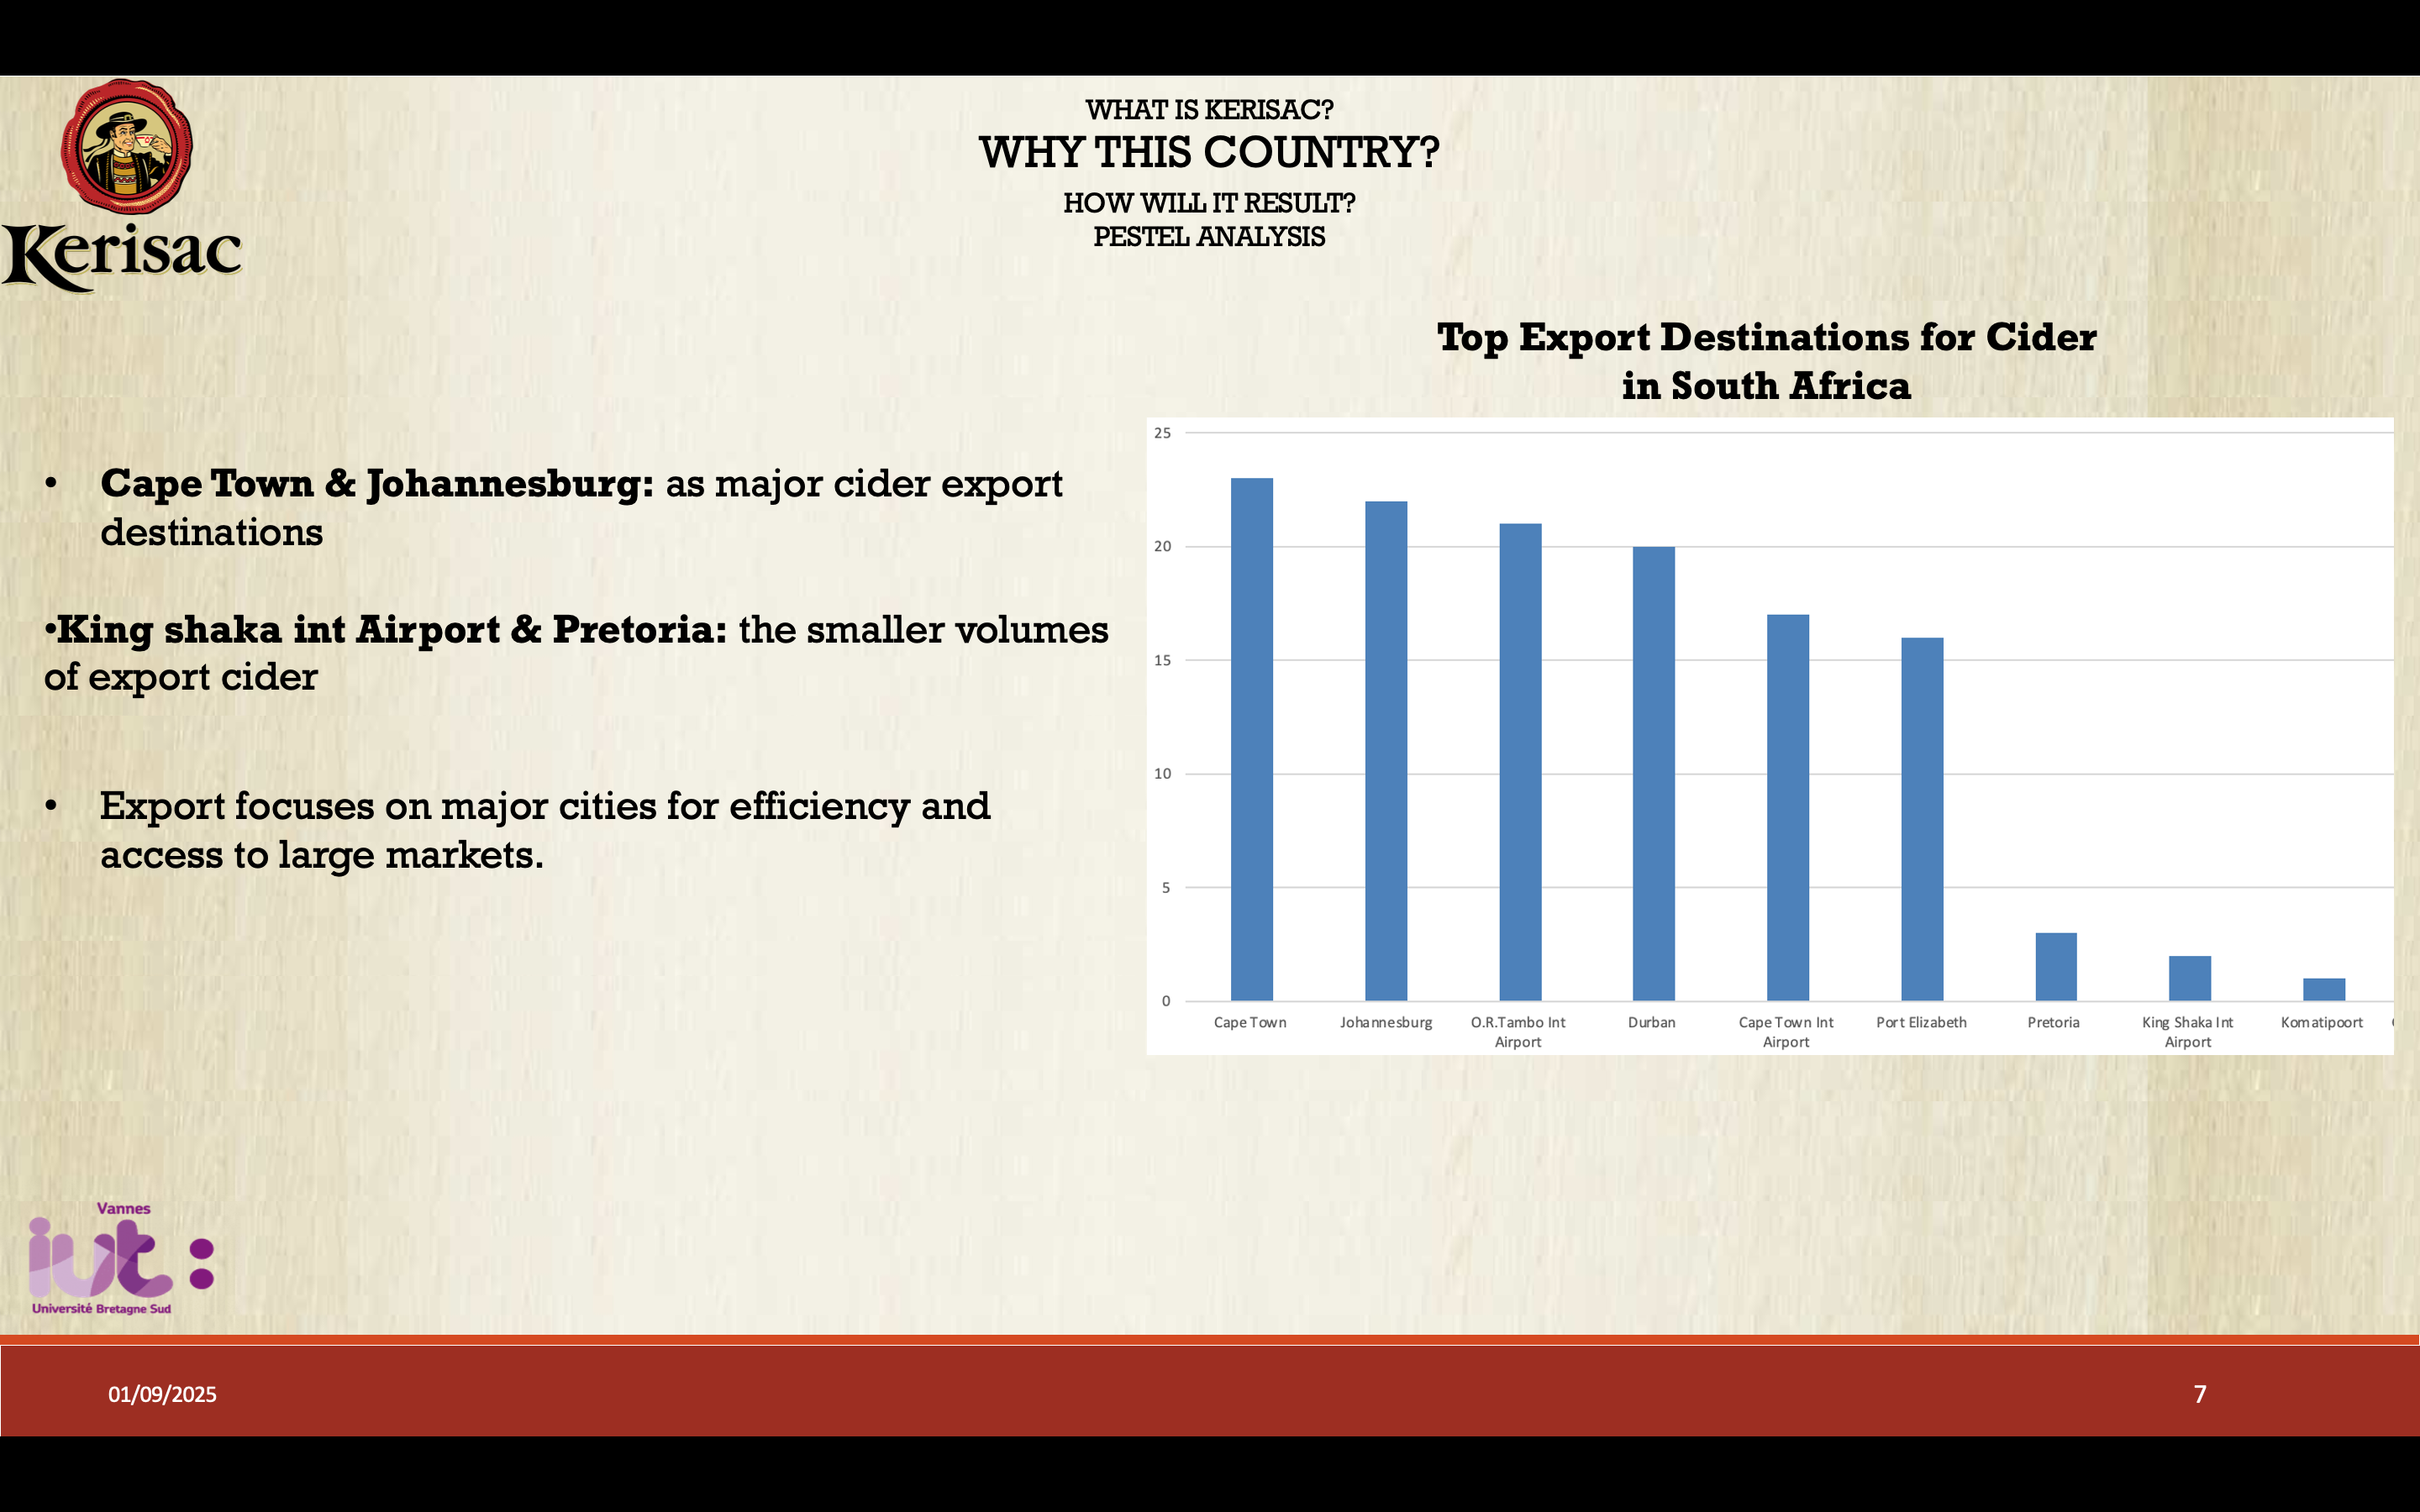 Kerisac
WHAT IS KERISAC?
WHY THIS COUNTRY?
HOW WILL IT RESULT?
PESTEL ANALYSIS
• Cape Town & Johannesburg: as major cider export
destinations
•King shaka int Airport & Pretoria: the smaller volumes
of export cider
• Export focuses on major cities for efficiency and
access to large markets.
Top Export Destinations for Cider
in South Africa
25
20
15
10
5
0
Cape Town
Johannesburg
O.R.Tambo Int
Airport
Durban
Cape Town Int
Airport
Port Elizabeth
Pretoria
King Shaka Int
Airport
Komatipoort
Vannes
iut:
Université Bretagne Sud
01/09/2025
7